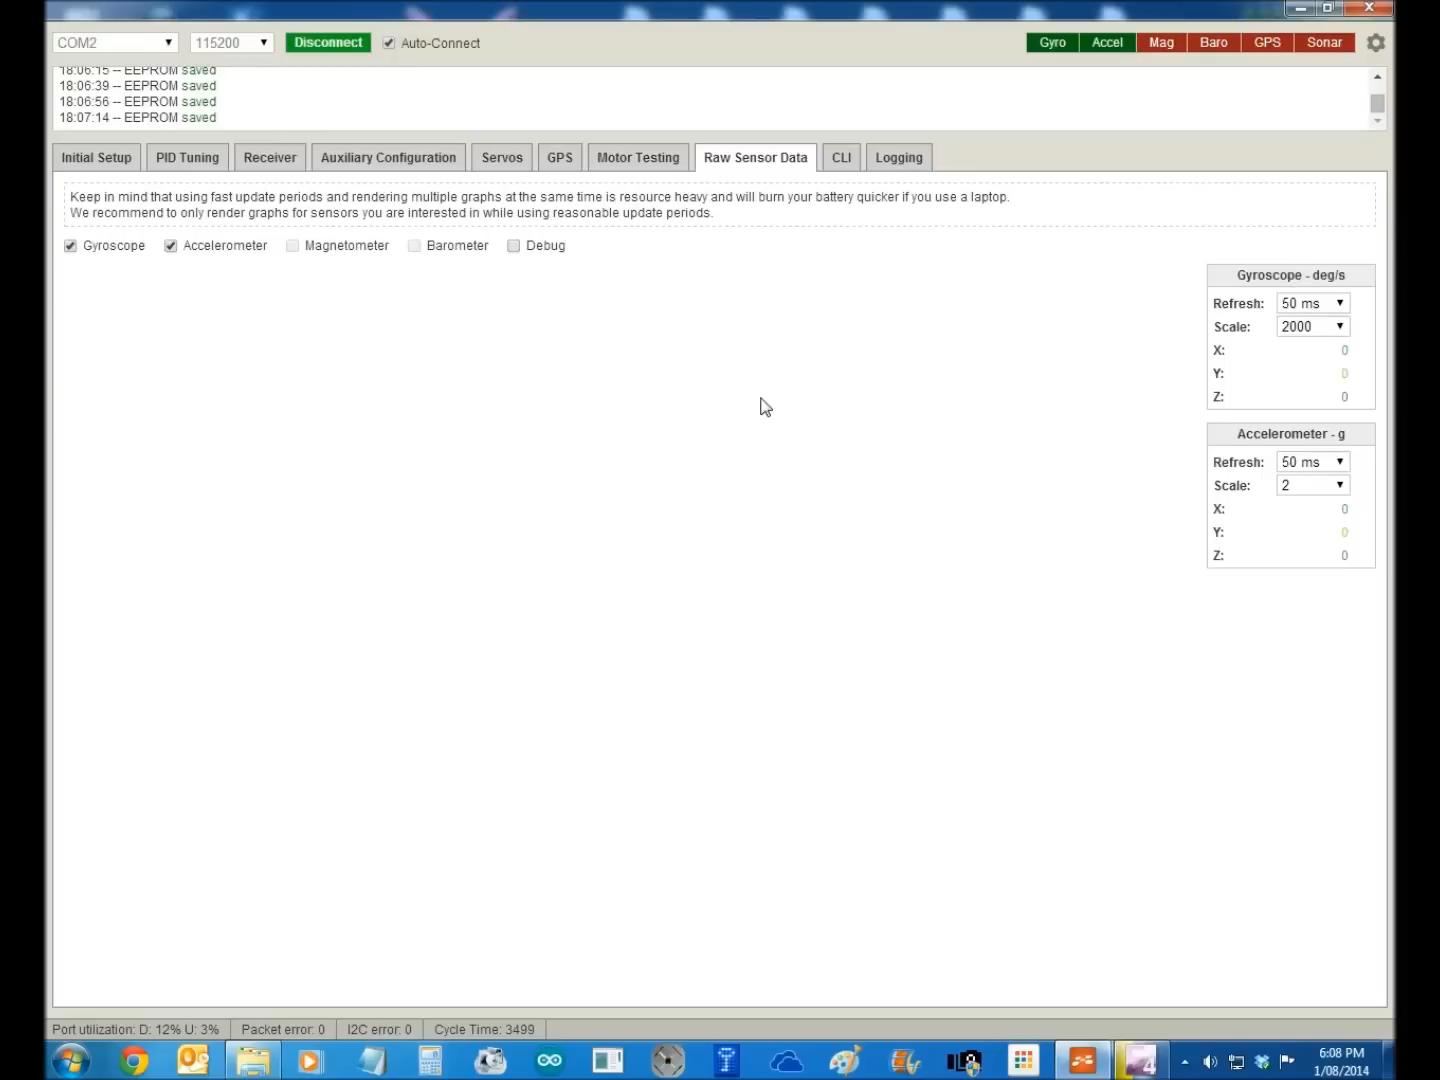 COM2 115200 Disconnect Auto-Connect Gyro Accel Mag Baro GPS Sonar
18:06:15 -- EEPROM saved
18:06:39 -- EEPROM saved
18:06:56 -- EEPROM saved
18:07:14 -- EEPROM saved
Initial Setup PID Tuning Receiver Auxiliary Configuration Servos GPS Motor Testing Raw Sensor Data CLI Logging
Keep in mind that using fast update periods and rendering multiple graphs at the same time is resource heavy and will burn your battery quicker if you use a laptop.
We recommend to only render graphs for sensors you are interested in while using reasonable update periods.
Gyroscope Accelerometer Magnetometer Barometer Debug
Gyroscope - deg/s
Refresh: 50 ms
Scale: 2000
X: 0
Y: 0
Z: 0
Accelerometer - g
Refresh: 50 ms
Scale: 2
X: 0
Y: 0
Z: 0
Port utilization: D: 12% U: 3% Packet error: 0 I2C error: 0 Cycle Time: 3499
6:08 PM
1/08/2014